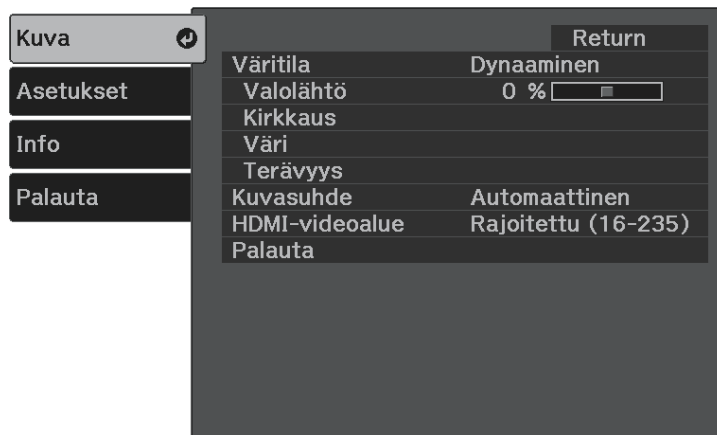 Kuva
Asetukset
Info
Palauta
Return
Väritila Dynaaminen
Valolähtö 0 %
Kirkkaus
Väri
Terävyys
Kuvasuhde Automaattinen
HDMI-videoalue Rajoitettu (16-235)
Palauta